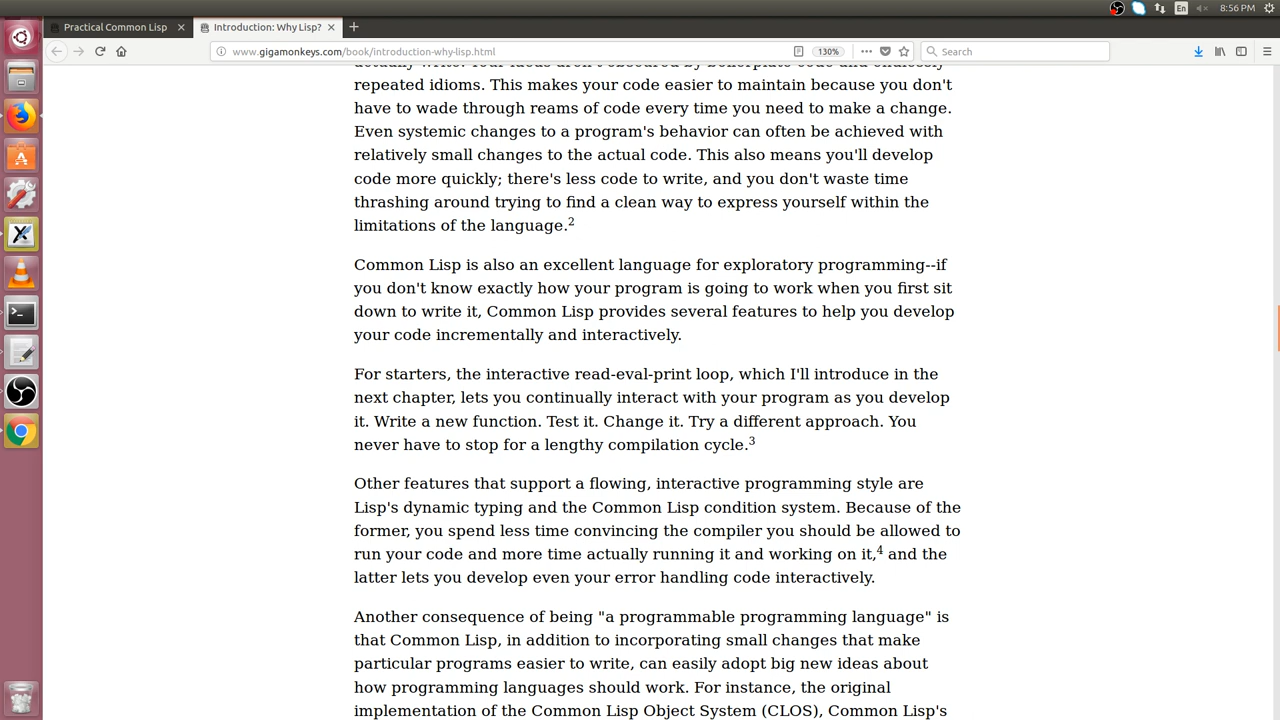 8:56 PM
En
Practical Common Lisp
Introduction: Why Lisp?
www.gigamonkeys.com/book/introduction-why-lisp.html
130%
Search
actually write. Your ideas aren't obscured by boilerplate code and endlessly
repeated idioms. This makes your code easier to maintain because you don't
have to wade through reams of code every time you need to make a change.
Even systemic changes to a program's behavior can often be achieved with
relatively small changes to the actual code. This also means you'll develop
code more quickly; there's less code to write, and you don't waste time
thrashing around trying to find a clean way to express yourself within the
limitations of the language.2
Common Lisp is also an excellent language for exploratory programming--if
you don't know exactly how your program is going to work when you first sit
down to write it, Common Lisp provides several features to help you develop
your code incrementally and interactively.
For starters, the interactive read-eval-print loop, which I'll introduce in the
next chapter, lets you continually interact with your program as you develop
it. Write a new function. Test it. Change it. Try a different approach. You
never have to stop for a lengthy compilation cycle.3
Other features that support a flowing, interactive programming style are
Lisp's dynamic typing and the Common Lisp condition system. Because of the
former, you spend less time convincing the compiler you should be allowed to
run your code and more time actually running it and working on it,4 and the
latter lets you develop even your error handling code interactively.
Another consequence of being "a programmable programming language" is
that Common Lisp, in addition to incorporating small changes that make
particular programs easier to write, can easily adopt big new ideas about
how programming languages should work. For instance, the original
implementation of the Common Lisp Object System (CLOS), Common Lisp's